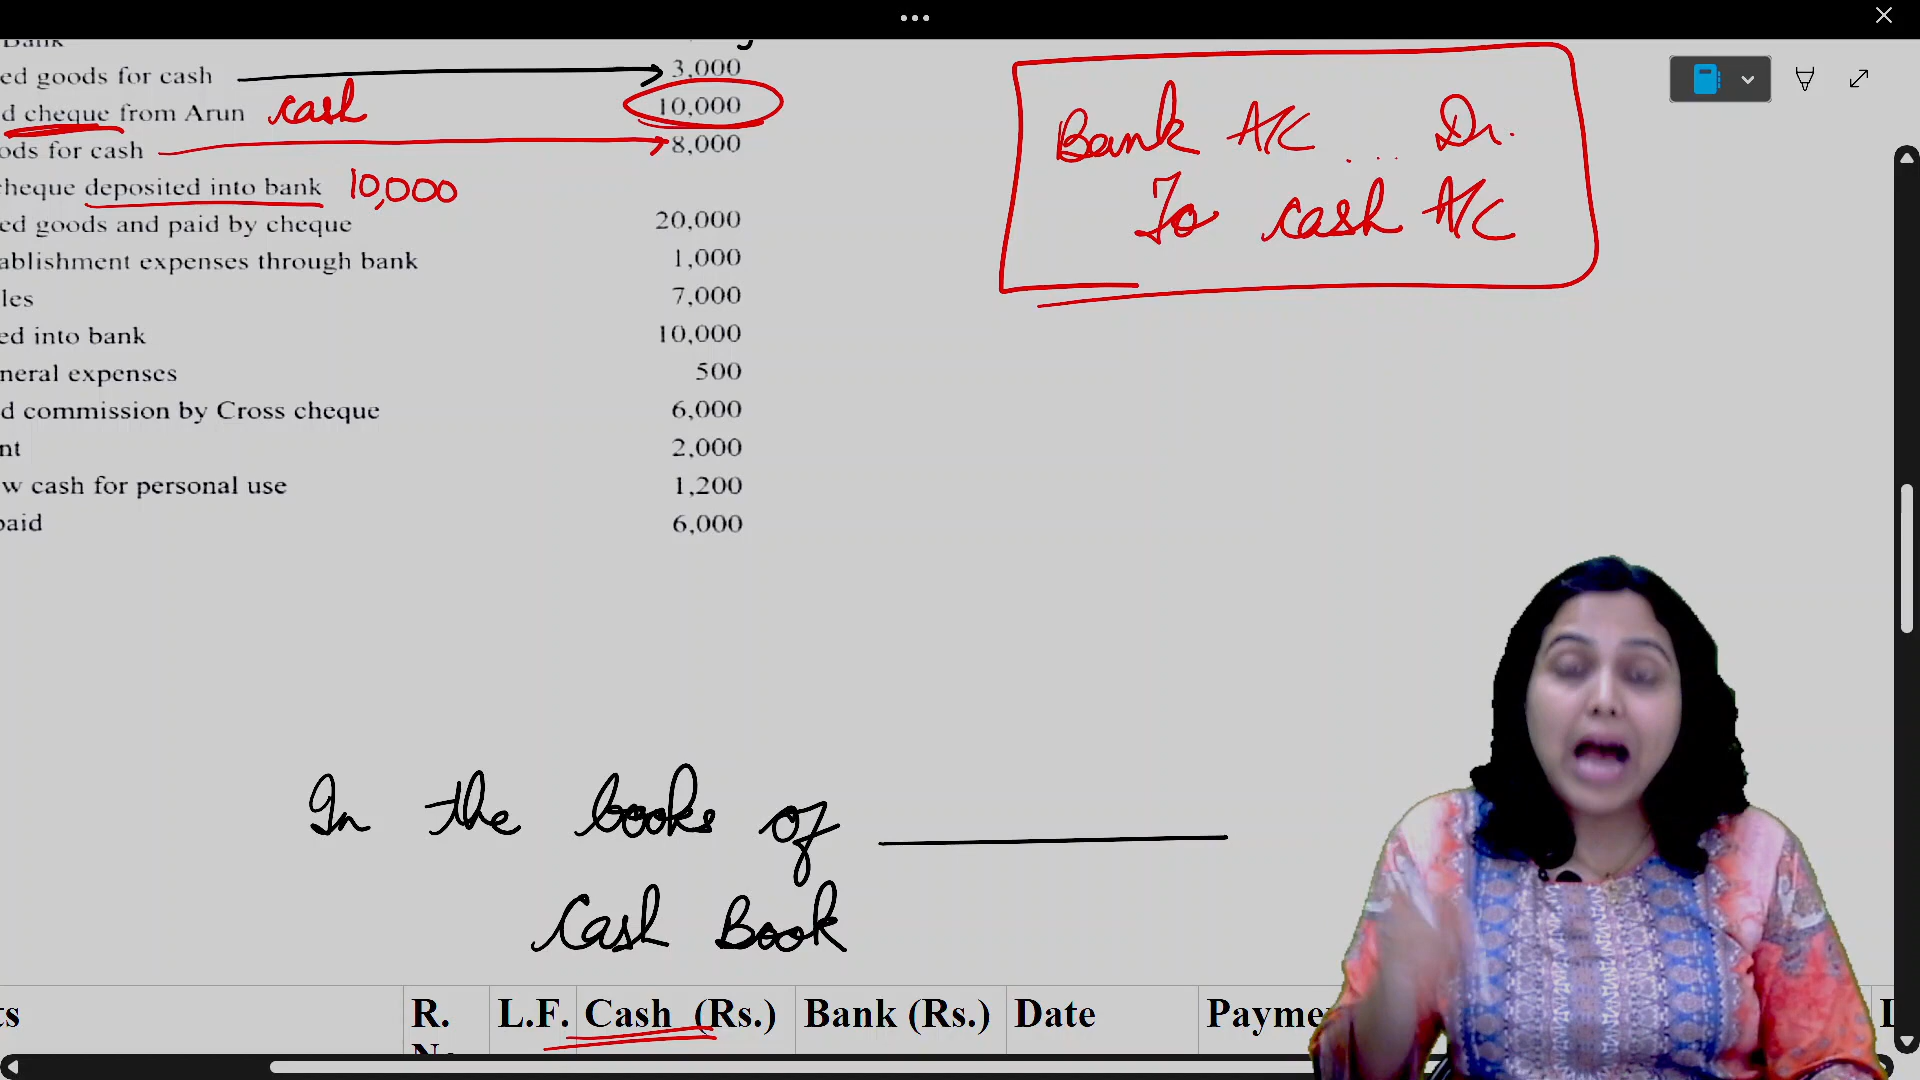 Bank
ed goods for cash 3,000
d cheque from Arun cash 10,000
ods for cash 8,000
cheque deposited into bank 10,000
ed goods and paid by cheque 20,000
ablishment expenses through bank 1,000
les 7,000
ed into bank 10,000
neral expenses 500
d commission by Cross cheque 6,000
nt 2,000
w cash for personal use 1,200
paid 6,000
Bank A/C .... Dr.
To cash A/C
In the books of
Cash Book
ts R. L.F. Cash (Rs.) Bank (Rs.) Date Payme